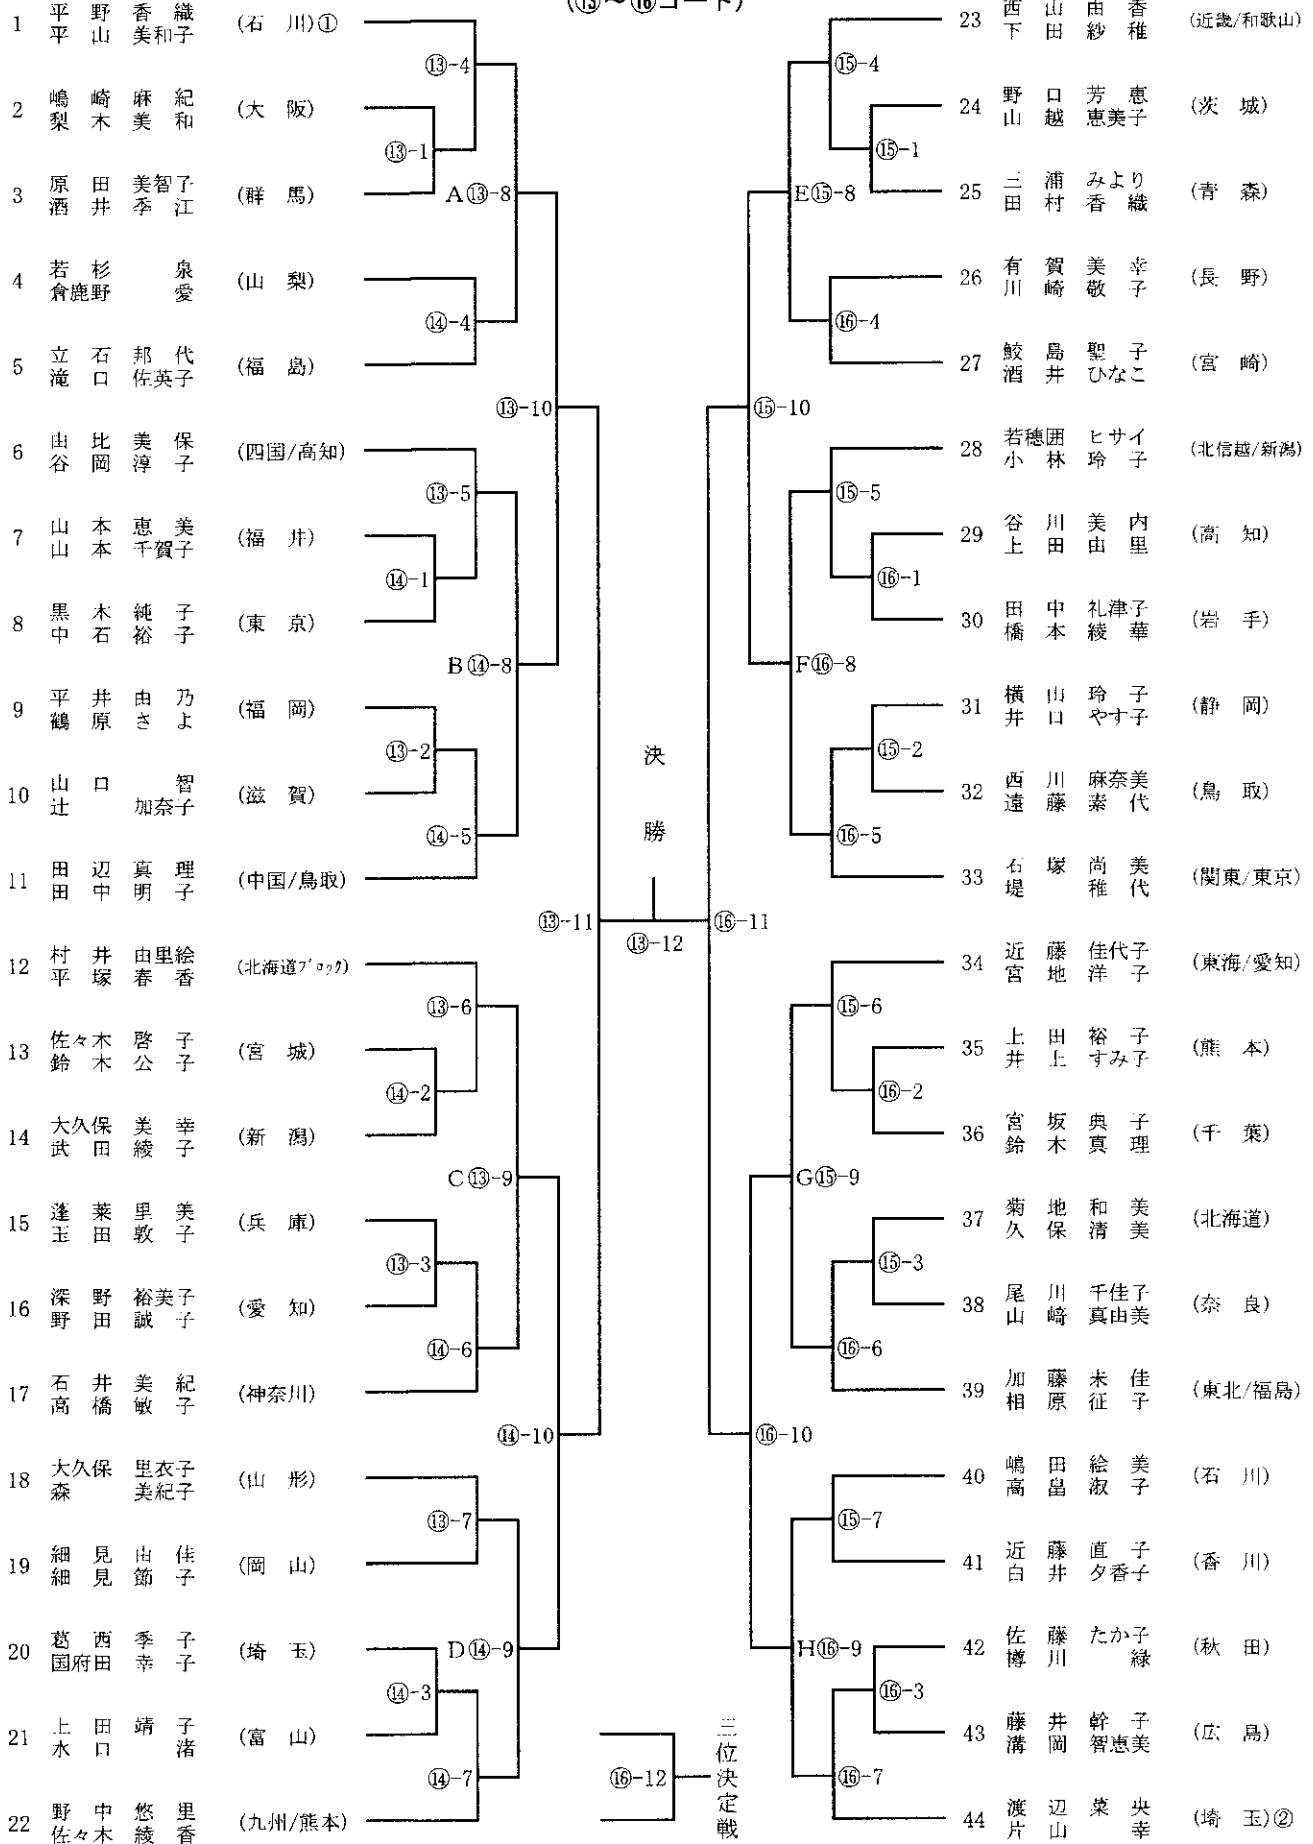 (⑬～⑯コート)
1 平野香織 (石川)①
平山美和子
⑬-4
2 嶋崎麻紀 (大阪)
梨木美和
⑬-1
3 原田美智子 (群馬)
酒井季江
A⑬-8
4 若杉泉 (山梨)
倉鹿野愛
⑭-4
5 立石邦代 (福島)
滝口佐英子
⑬-10
6 由比美保 (四国/高知)
谷岡淳子
⑬-5
7 山本恵美 (福井)
山本千賀子
⑭-1
8 黒木純子 (東京)
中石裕子
B⑭-8
9 平井由乃 (福岡)
鶴原さよ
⑬-2
10 山口智 (滋賀)
辻加奈子
⑭-5
11 田辺真理 (中国/鳥取)
田中明子
⑬-11
12 村井由里絵 (北海道ブロック)
平塚春香
⑬-6
13 佐々木啓子 (宮城)
鈴木公子
⑭-2
14 大久保美幸 (新潟)
武田綾子
C⑬-9
15 蓬莱里美 (兵庫)
玉田敦子
⑬-3
16 深野裕美子 (愛知)
野田誠子
⑭-6
17 石井美紀 (神奈川)
高橋敏子
⑭-10
18 大久保里衣子 (山形)
森美紀子
⑬-7
19 細見由佳 (岡山)
細見節子
20 葛西季子 (埼玉)
国府田幸子
D⑭-9
⑭-3
21 上田靖子 (富山)
水口渚
⑭-7
22 野中悠里 (九州/熊本)
佐々木綾香
決勝
⑬-12
三位決定戦
⑯-12
23 西山由香 (近畿/和歌山)
下田紗稚
⑮-4
24 野口芳恵 (茨城)
山越恵美子
⑮-1
25 三浦みより (青森)
田村香織
E⑮-8
26 有賀美幸 (長野)
川崎敬子
⑯-4
27 鮫島聖子 (宮崎)
酒井ひなこ
⑮-10
28 若穂囲ヒサイ (北信越/新潟)
小林玲子
⑮-5
29 谷川美内 (高知)
上田由里
⑯-1
30 田中礼津子 (岩手)
橋本綾華
F⑯-8
31 横山玲子 (静岡)
井口やす子
⑮-2
32 西川麻奈美 (鳥取)
遠藤素代
⑯-5
33 石塚尚美 (関東/東京)
堤稚代
⑯-11
34 近藤佳代子 (東海/愛知)
宮地洋子
⑮-6
35 上田裕子 (熊本)
井上すみ子
⑯-2
36 宮坂典子 (千葉)
鈴木真理
G⑮-9
37 菊地和美 (北海道)
久保清美
⑮-3
38 尾川千佳子 (奈良)
山崎真由美
⑯-6
39 加藤未佳 (東北/福島)
相原征子
⑯-10
40 嶋田絵美 (石川)
高畠淑子
⑮-7
41 近藤直子 (香川)
白井夕香子
42 佐藤たか子 (秋田)
博川緑
H⑯-9
⑯-3
43 藤井幹子 (広島)
溝岡智恵美
⑯-7
44 渡辺菜央 (埼玉)②
片山幸